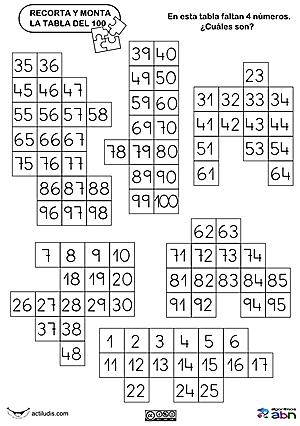 RECORTA Y MONTA
LA TABLA DEL 100
En esta tabla faltan 4 números.
¿Cuáles son?
35 36
45 46 47
55 56 57 58
65 66 67
75 76 77
86 87 88
96 97 98
39 40
49 50
59 60
69 70
78 79 80
89 90
99 100
23
31 32 33 34
41 42 43 44
51 53 54
61 64
7 8 9 10
18 19 20
26 27 28 29 30
37 38
48
62 63
71 72 73 74
81 82 83 84 85
91 92 94 95
1 2 3 4 5 6
11 12 13 14 15 16 17
22 24 25
actiludis.com
algoritmos
abn